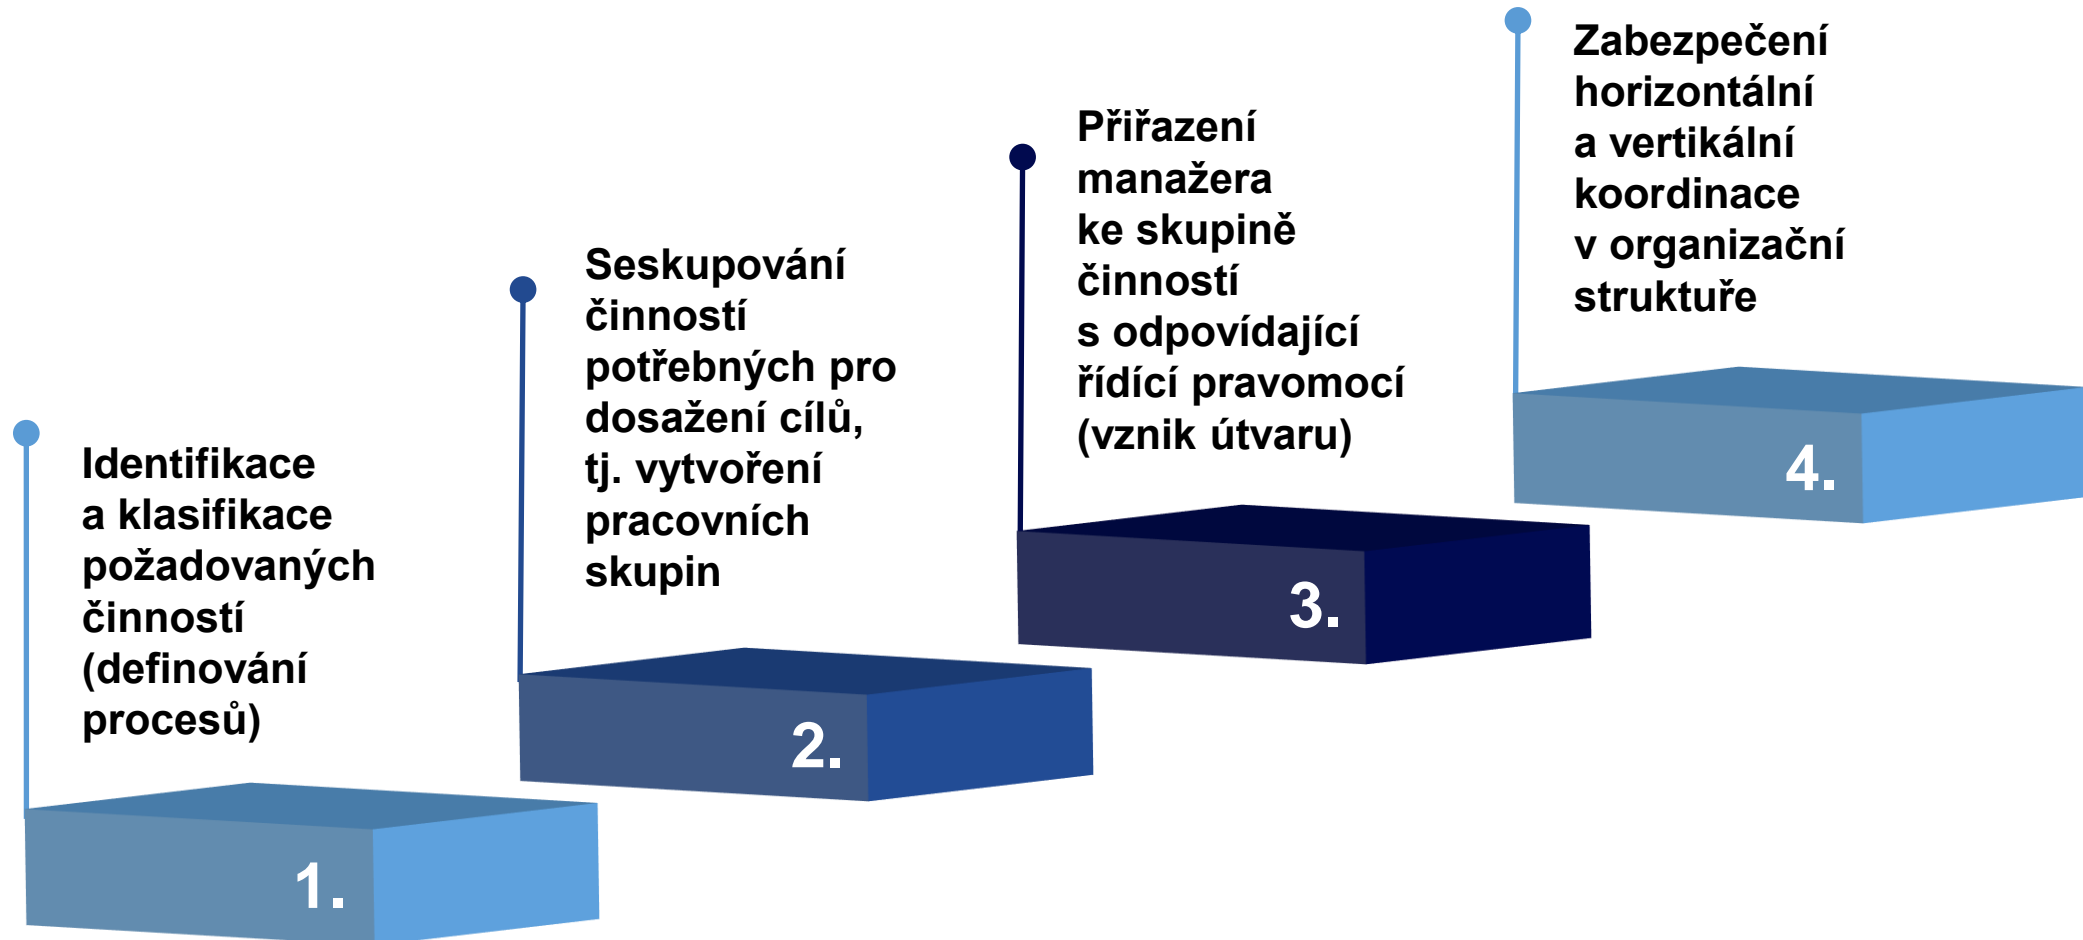 Identifikace
a klasifikace
požadovaných
činností
(definování
procesů)
1.
Seskupování
činností
potřebných pro
dosažení cílů,
tj. vytvoření
pracovních
skupin
2.
Přiřazení
manažera
ke skupině
činností
s odpovídající
řídící pravomocí
(vznik útvaru)
3.
Zabezpečení
horizontální
a vertikální
koordinace
v organizační
struktuře
4.